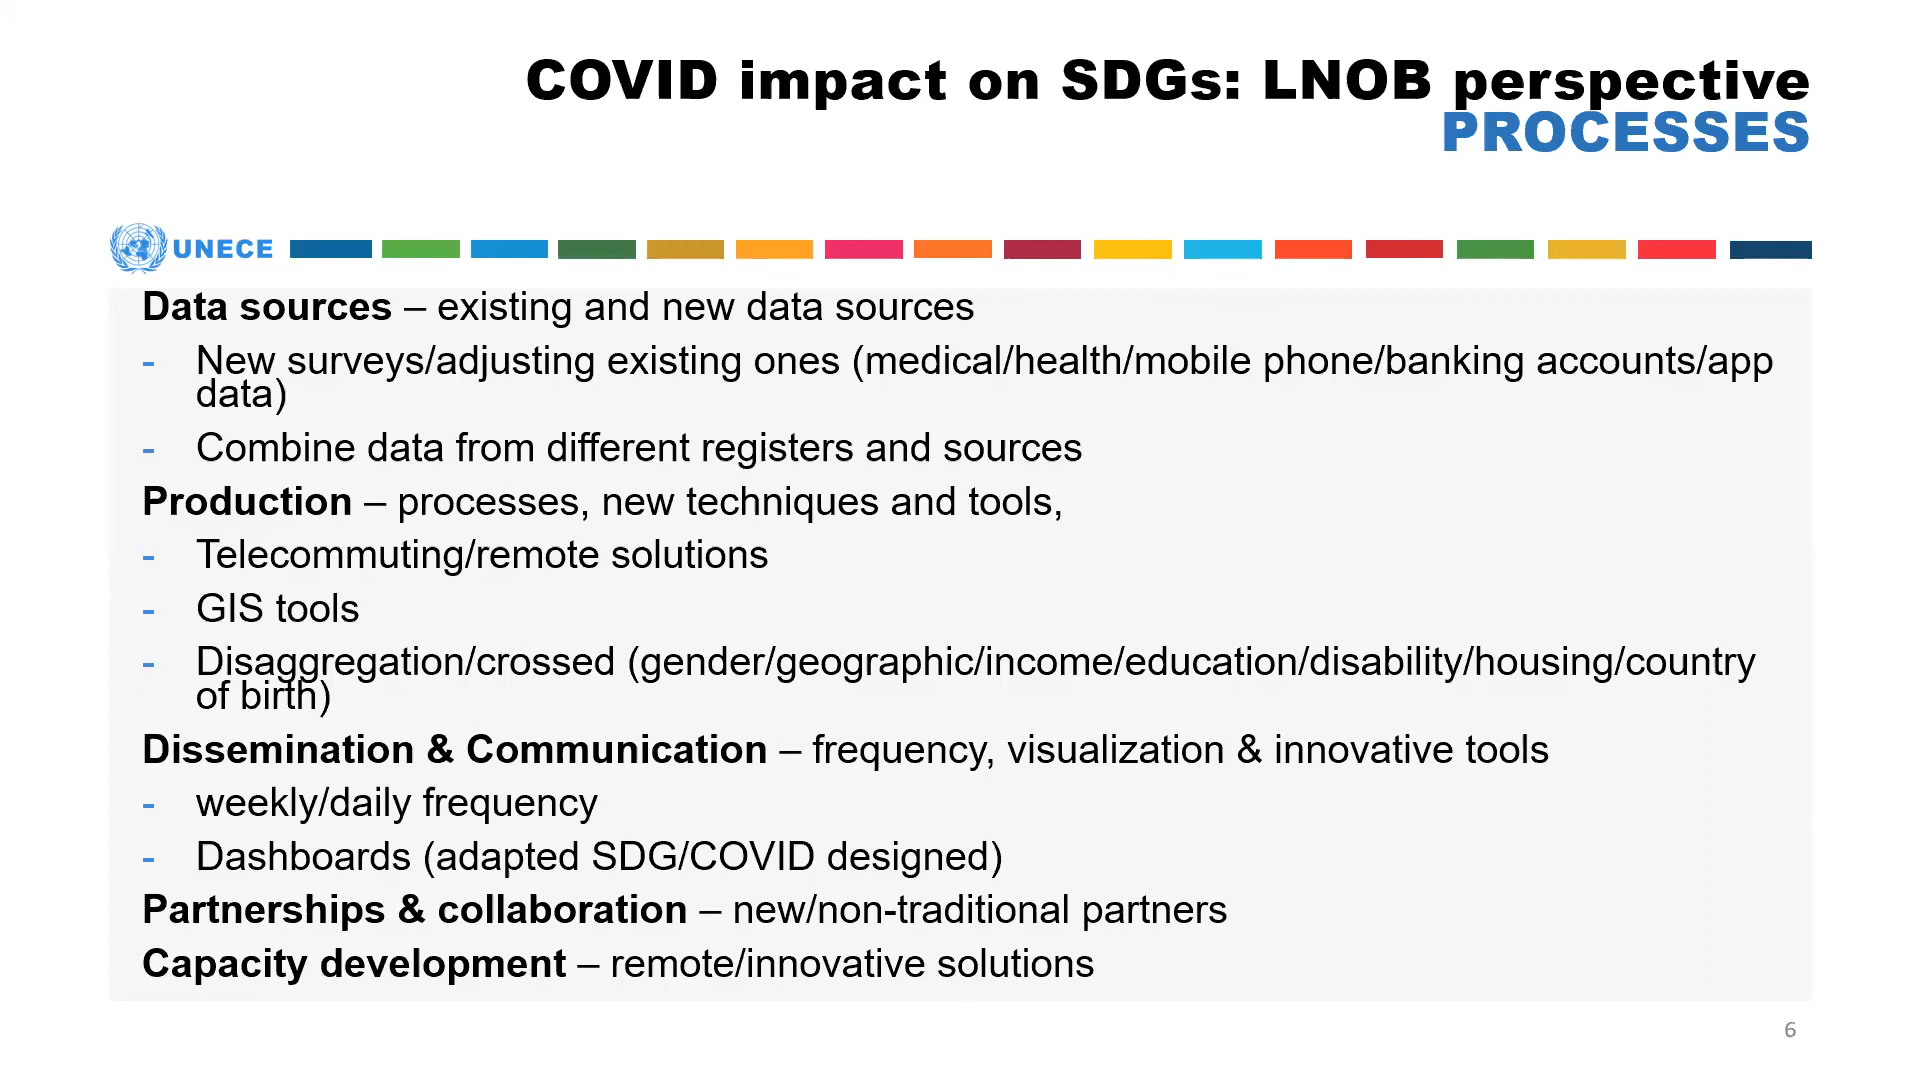 COVID impact on SDGs: LNOB perspective
PROCESSES
UNECE
Data sources – existing and new data sources
- New surveys/adjusting existing ones (medical/health/mobile phone/banking accounts/app
data)
- Combine data from different registers and sources
Production – processes, new techniques and tools,
- Telecommuting/remote solutions
- GIS tools
- Disaggregation/crossed (gender/geographic/income/education/disability/housing/country
of birth)
Dissemination & Communication – frequency, visualization & innovative tools
- weekly/daily frequency
- Dashboards (adapted SDG/COVID designed)
Partnerships & collaboration – new/non-traditional partners
Capacity development – remote/innovative solutions
6